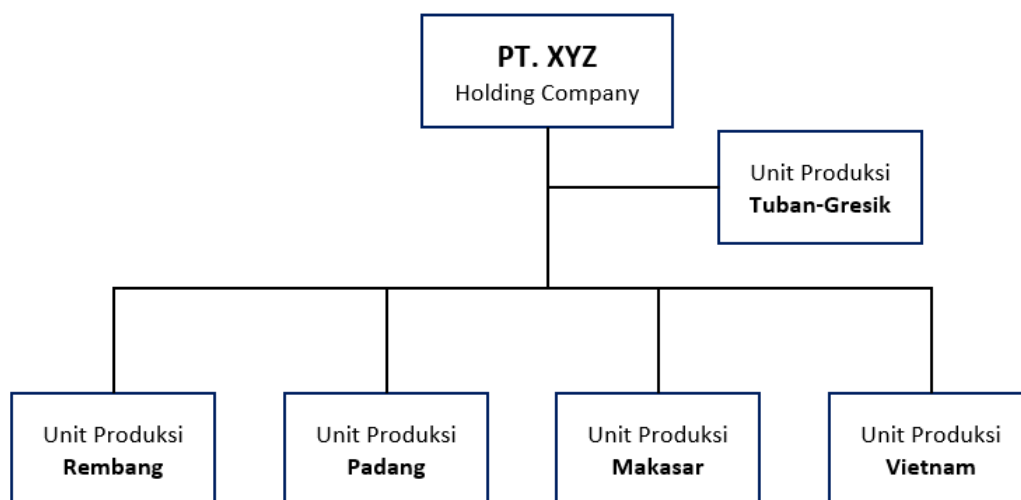 PT. XYZ
Holding Company
Unit Produksi
Tuban-Gresik
Unit Produksi
Rembang
Unit Produksi
Padang
Unit Produksi
Makasar
Unit Produksi
Vietnam